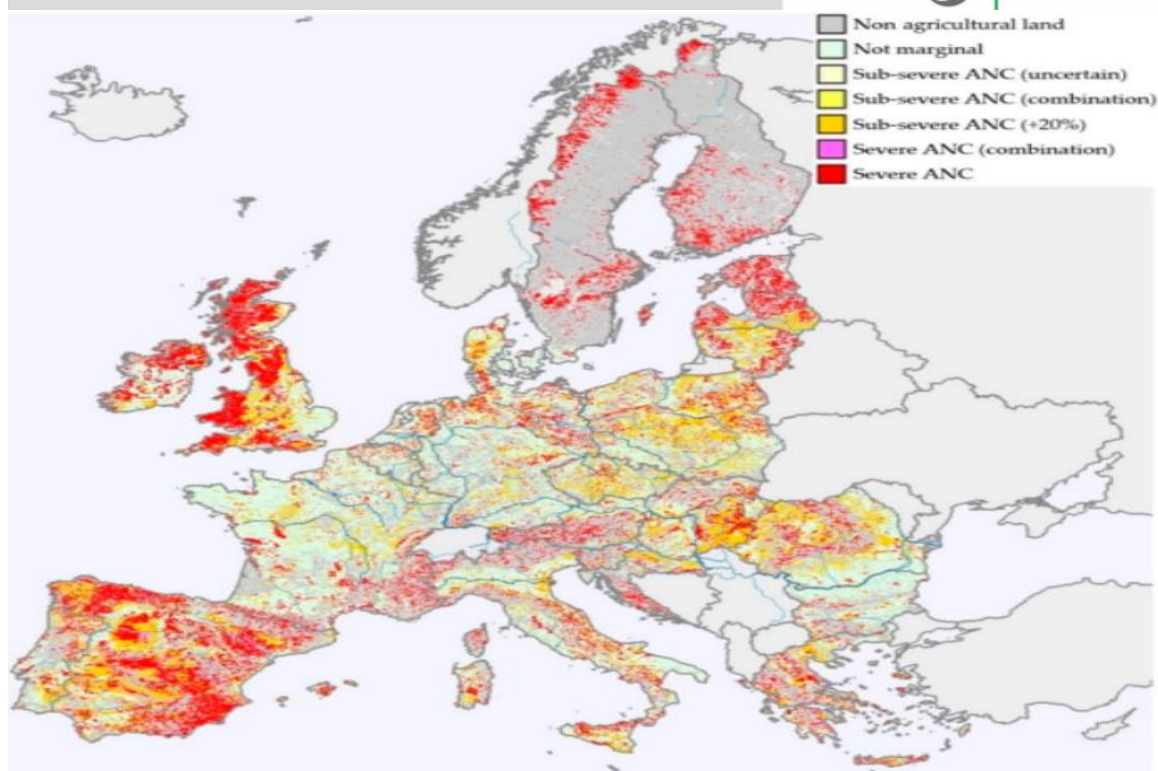 Non agricultural land
Not marginal
Sub-severe ANC (uncertain)
Sub-severe ANC (combination)
Sub-severe ANC (+20%)
Severe ANC (combination)
Severe ANC